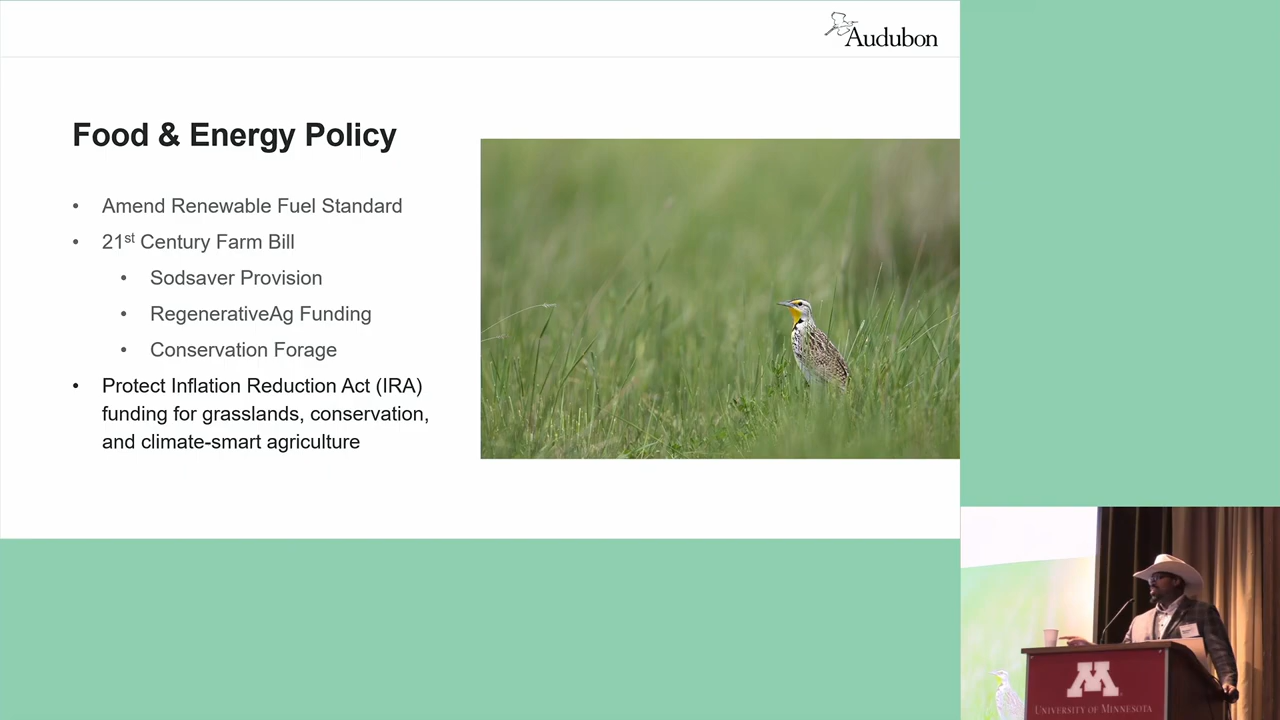 Audubon
Food & Energy Policy
• Amend Renewable Fuel Standard
• 21st Century Farm Bill
• Sodsaver Provision
• RegenerativeAg Funding
• Conservation Forage
• Protect Inflation Reduction Act (IRA)
funding for grasslands, conservation,
and climate-smart agriculture
M
UNIVERSITY OF MINNESOTA